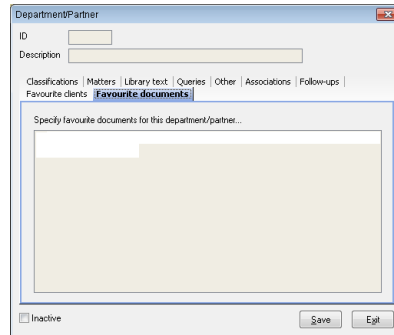 Department/Partner
ID
Description
Classifications Matters Library text Queries Other Associations Follow-ups
Favourite clients Favourite documents
Specify favourite documents for this department/partner...
Inactive Save Exit